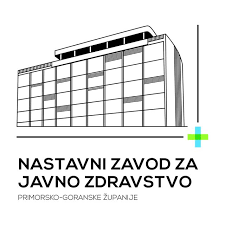 NASTAVNI ZAVOD ZA
JAVNO ZDRAVSTVO
PRIMORSKO-GORANSKE ŽUPANIJE